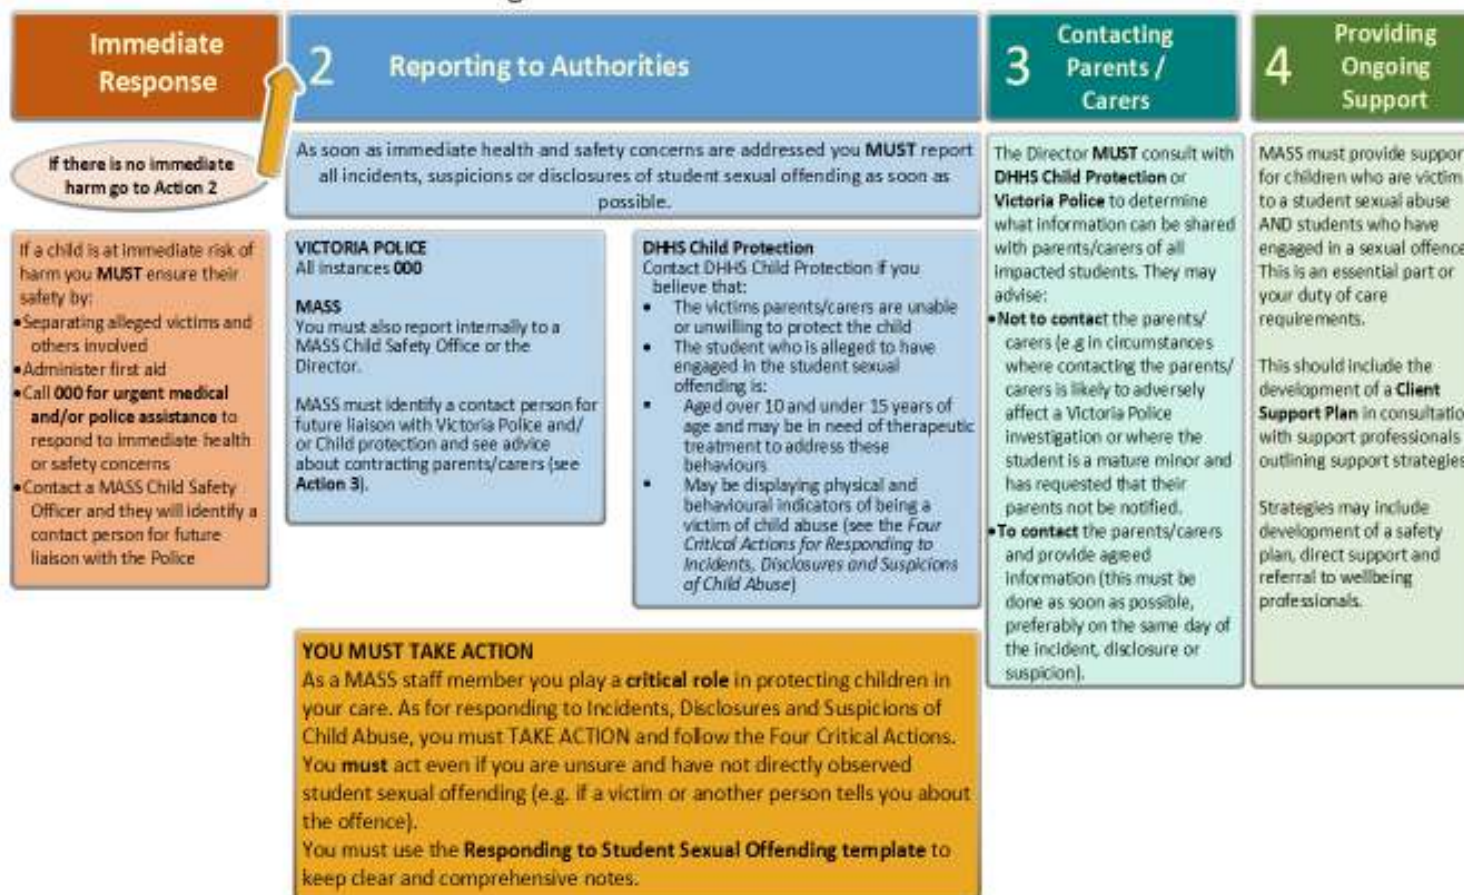 Immediate
Response
If there is no immediate
harm go to Action 2
If a child is at immediate risk of
harm you MUST ensure their
safety by:
•Separating alleged victims and
others involved
•Administer first aid
•Call 000 for urgent medical
and/or police assistance to
respond to immediate health
or safety concerns
•Contact a MASS Child Safety
Officer and they will identify a
contact person for future
liaison with the Police
2 Reporting to Authorities
As soon as immediate health and safety concerns are addressed you MUST report
all incidents, suspicions or disclosures of student sexual offending as soon as
possible.
VICTORIA POLICE
All instances 000
MASS
You must also report internally to a
MASS Child Safety Office or the
Director.
MASS must identify a contact person for
future liaison with Victoria Police and/
or Child protection and see advice
about contracting parents/carers (see
Action 3).
DHHS Child Protection
Contact DHHS Child Protection if you
believe that:
• The victims parents/carers are unable
or unwilling to protect the child
• The student who is alleged to have
engaged in the student sexual
offending is:
▪ Aged over 10 and under 15 years of
age and may be in need of therapeutic
treatment to address these
behaviours
▪ May be displaying physical and
behavioural indicators of being a
victim of child abuse (see the Four
Critical Actions for Responding to
Incidents, Disclosures and Suspicions
of Child Abuse)
YOU MUST TAKE ACTION
As a MASS staff member you play a critical role in protecting children in
your care. As for responding to Incidents, Disclosures and Suspicions of
Child Abuse, you must TAKE ACTION and follow the Four Critical Actions.
You must act even if you are unsure and have not directly observed
student sexual offending (e.g. if a victim or another person tells you about
the offence).
You must use the Responding to Student Sexual Offending template to
keep clear and comprehensive notes.
3 Contacting
Parents /
Carers
The Director MUST consult with
DHHS Child Protection or
Victoria Police to determine
what information can be shared
with parents/carers of all
impacted students. They may
advise:
•Not to contact the parents/
carers (e.g in circumstances
where contacting the parents/
carers is likely to adversely
affect a Victoria Police
investigation or where the
student is a mature minor and
has requested that their
parents not be notified.
•To contact the parents/carers
and provide agreed
information (this must be
done as soon as possible,
preferably on the same day of
the incident, disclosure or
suspicion).
4 Providing
Ongoing
Support
MASS must provide suppor
for children who are victim
to a student sexual abuse
AND students who have
engaged in a sexual offence
This is an essential part or
your duty of care
requirements.
This should include the
development of a Client
Support Plan in consultatio
with support professionals
outlining support strategies
Strategies may include
development of a safety
plan, direct support and
referral to wellbeing
professionals.